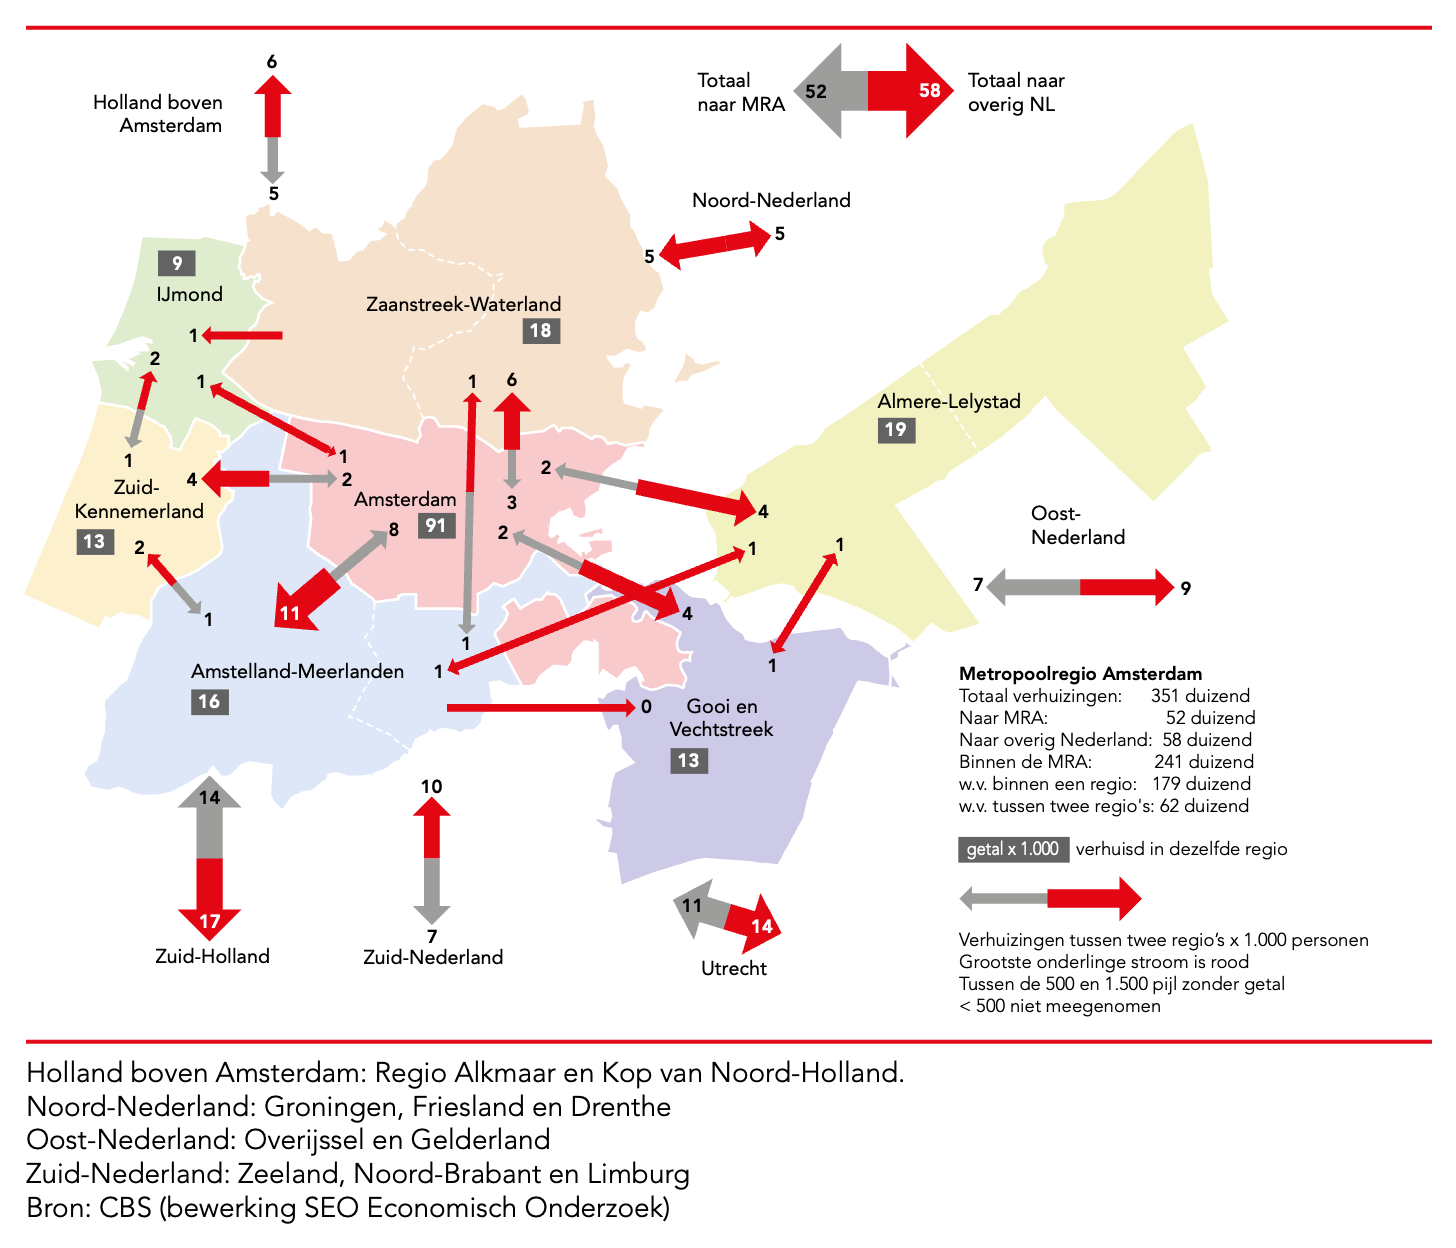 6
Holland boven
Amsterdam
5
Totaal
naar MRA
52
58
Totaal naar
overig NL
Noord-Nederland
5
5
9
IJmond
Zaanstreek-Waterland
18
1
2
1
1
6
Almere-Lelystad
19
1
1
4
2
2
Zuid-
Kennemerland
13
2
Amsterdam
91
3
8
2
4
1
1
Oost-
Nederland
7
9
11
1
4
1
1
1
Amstelland-Meerlanden
16
0
Gooi en
Vechtstreek
13
Metropoolregio Amsterdam
Totaal verhuizingen: 351 duizend
Naar MRA: 52 duizend
Naar overig Nederland: 58 duizend
Binnen de MRA: 241 duizend
w.v. binnen een regio: 179 duizend
w.v. tussen twee regio's: 62 duizend
getal x 1.000 verhuisd in dezelfde regio
Verhuizingen tussen twee regio's x 1.000 personen
Grootste onderlinge stroom is rood
Tussen de 500 en 1.500 pijl zonder getal
< 500 niet meegenomen
14
17
Zuid-Holland
10
7
Zuid-Nederland
11
14
Utrecht
Holland boven Amsterdam: Regio Alkmaar en Kop van Noord-Holland.
Noord-Nederland: Groningen, Friesland en Drenthe
Oost-Nederland: Overijssel en Gelderland
Zuid-Nederland: Zeeland, Noord-Brabant en Limburg
Bron: CBS (bewerking SEO Economisch Onderzoek)